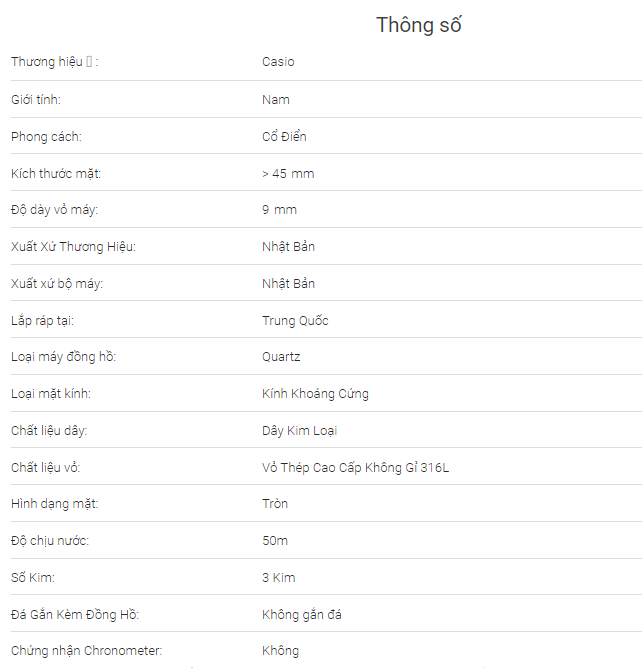 Thông số
Thương hiệu ▯ : Casio
Giới tính: Nam
Phong cách: Cổ Điển
Kích thước mặt: > 45 mm
Độ dày vỏ máy: 9 mm
Xuất Xứ Thương Hiệu: Nhật Bản
Xuất xứ bộ máy: Nhật Bản
Lắp ráp tại: Trung Quốc
Loại máy đồng hồ: Quartz
Loại mặt kính: Kính Khoáng Cứng
Chất liệu dây: Dây Kim Loại
Chất liệu vỏ: Vỏ Thép Cao Cấp Không Gỉ 316L
Hình dạng mặt: Tròn
Độ chịu nước: 50m
Số Kim: 3 Kim
Đá Gắn Kèm Đồng Hồ: Không gắn đá
Chứng nhận Chronometer: Không